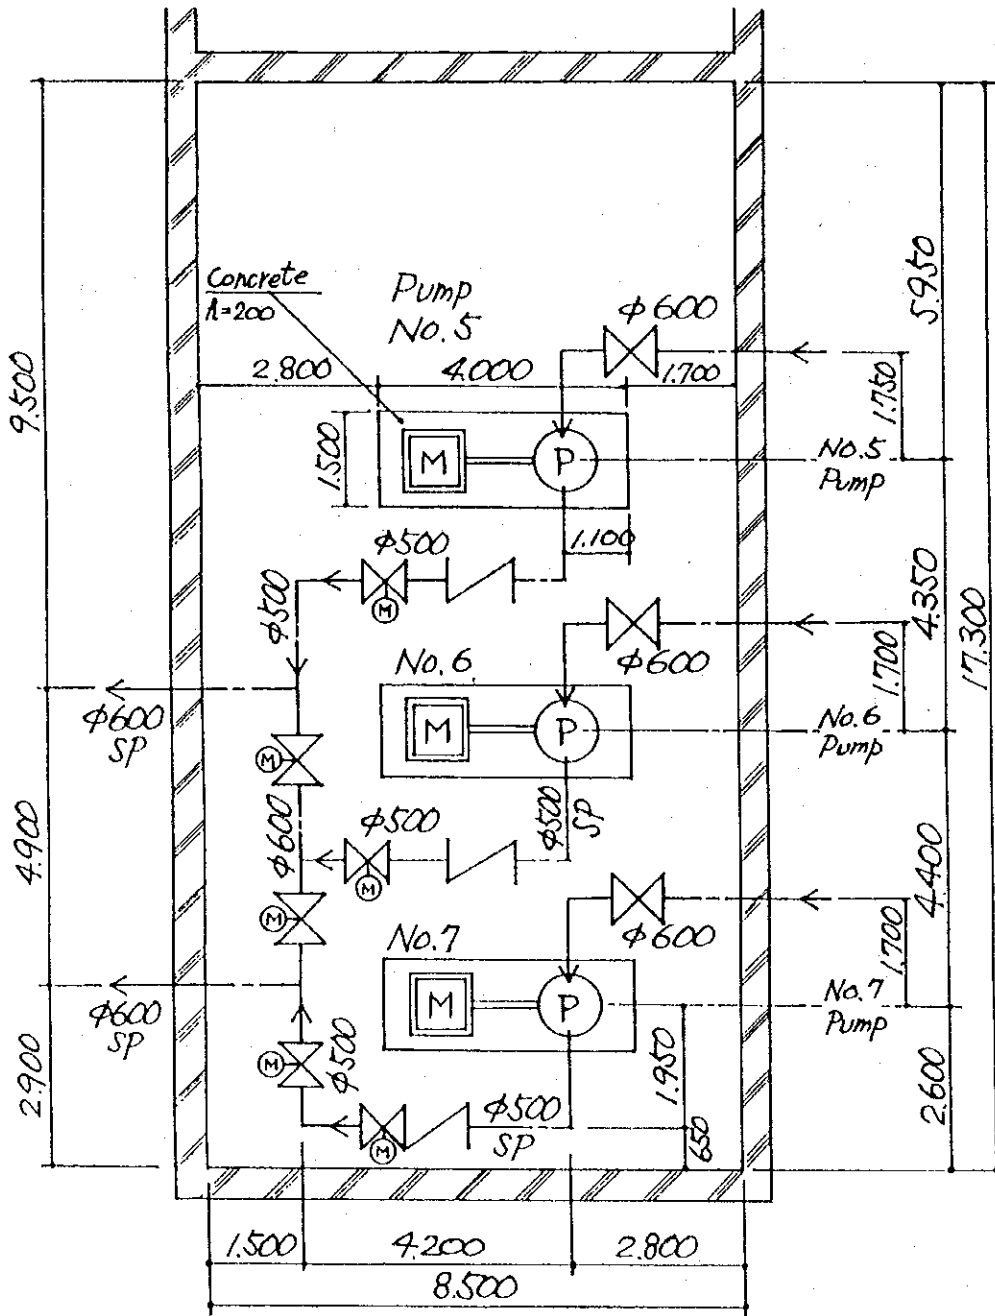 Concrete
h=200
Pump
No.5
φ600
2.800
4.000
1.700
5.950
1.750
9.500
1.500
M
P
No.5
Pump
φ500
1.100
M
φ500
4.350
17.300
φ600
No.6
1.700
φ600
SP
M
P
No.6
Pump
M
φ500
SP
φ600
φ500
4.900
M
4.400
M
φ600
No.7
1.700
φ600
SP
M
P
No.7
Pump
M
φ500
1.950
2.900
2.600
φ500
SP
M
650
1.500
4.200
2.800
8.500